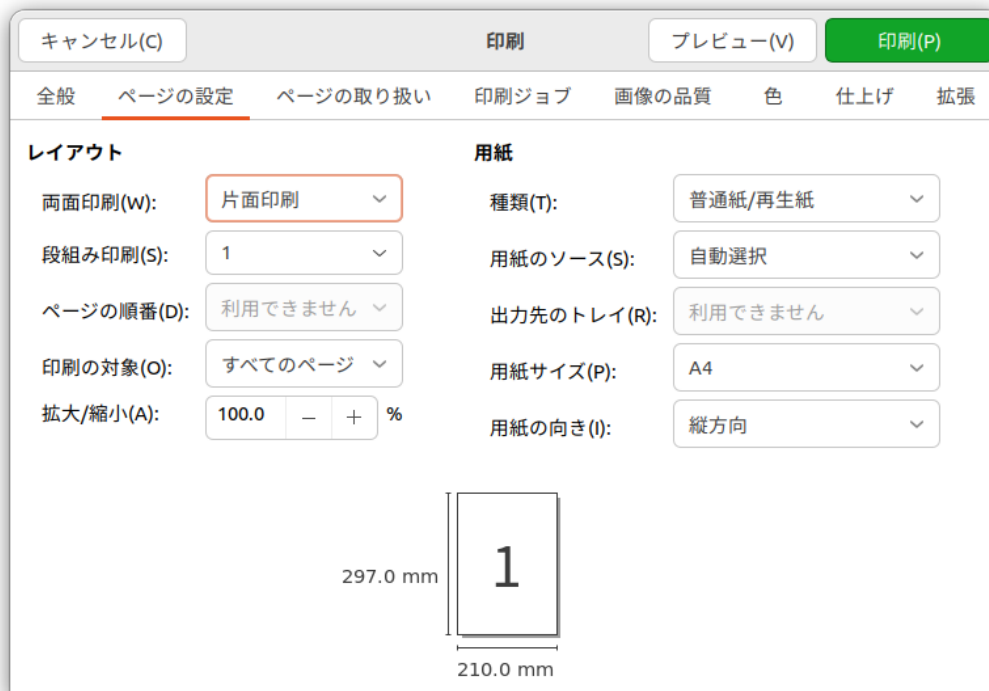 キャンセル(C) 印刷 プレビュー(V) 印刷(P)
全般 ページの設定 ページの取り扱い 印刷ジョブ 画像の品質 色 仕上げ 拡張
レイアウト
両面印刷(W): 片面印刷
段組み印刷(S): 1
ページの順番(D): 利用できません
印刷の対象(O): すべてのページ
拡大/縮小(A): 100.0 – + %
用紙
種類(T): 普通紙/再生紙
用紙のソース(S): 自動選択
出力先のトレイ(R): 利用できません
用紙サイズ(P): A4
用紙の向き(I): 縦方向
1
297.0 mm
210.0 mm